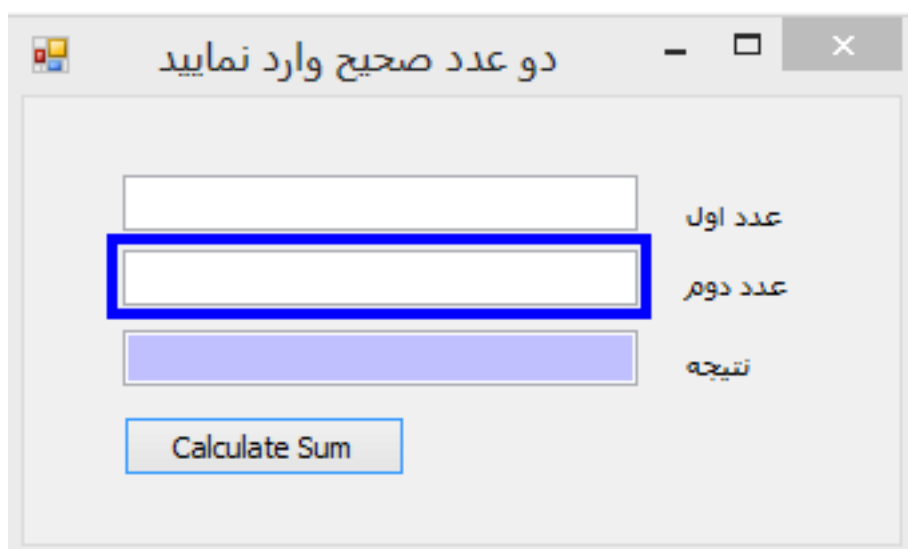 دو عدد صحیح وارد نمایید
عدد اول
عدد دوم
نتیجه
Calculate Sum